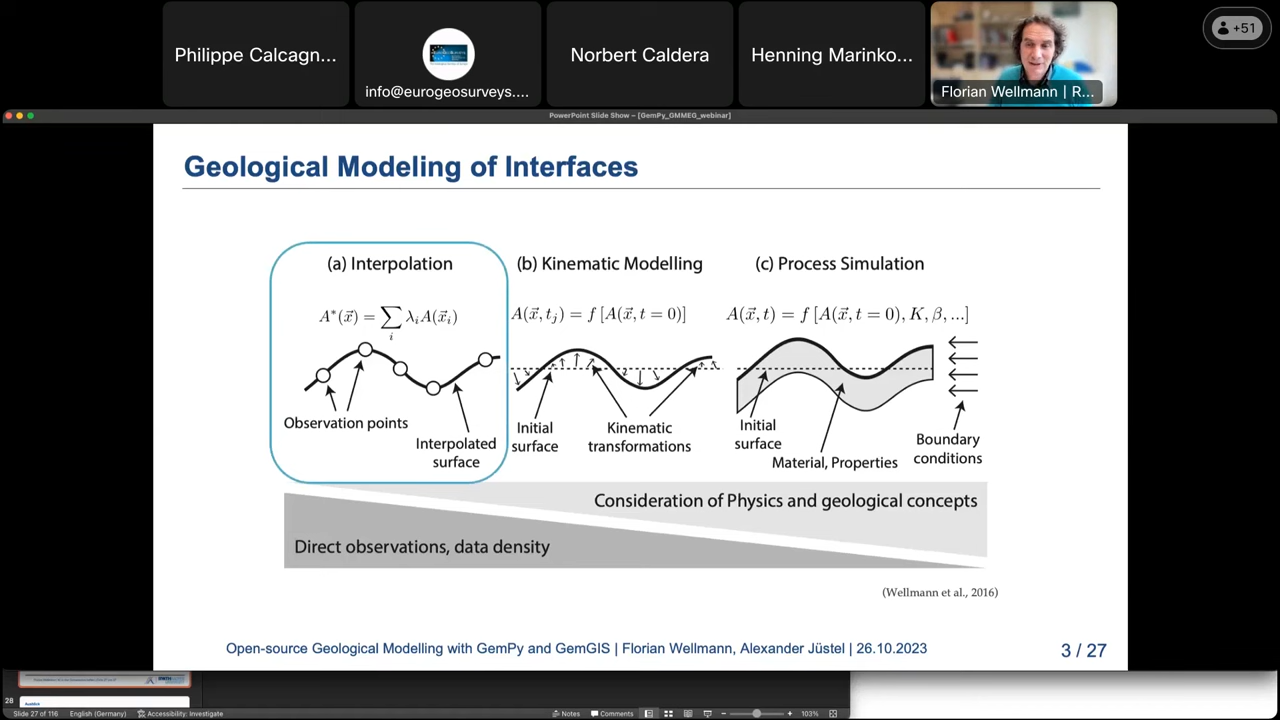 Philippe Calcagn...
info@eurogeosurveys....
Norbert Caldera
Henning Marinko...
Florian Wellmann | R...
+51
PowerPoint Slide Show – [GemPy_GMMEG_webinar]
Geological Modeling of Interfaces
(a) Interpolation
(b) Kinematic Modelling
(c) Process Simulation
A*(x⃗) = ∑ᵢ λᵢA(x⃗ᵢ)
A(x⃗, tⱼ) = f [A(x⃗, t = 0)]
A(x⃗, t) = f [A(x⃗, t = 0), K, β, ...]
Observation points
Interpolated
surface
Initial
surface
Kinematic
transformations
Initial
surface
Material, Properties
Boundary
conditions
Consideration of Physics and geological concepts
Direct observations, data density
(Wellmann et al., 2016)
Open-source Geological Modelling with GemPy and GemGIS | Florian Wellmann, Alexander Jüstel | 26.10.2023
3 / 27
28
Slide 27 of 116
English (Germany)
Accessibility: Investigate
Notes
Comments
103%